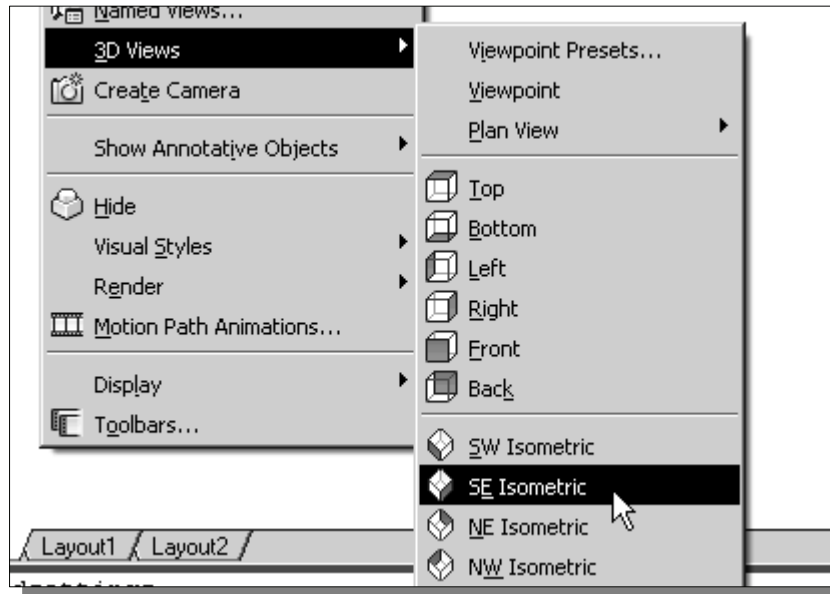 Named Views...
3D Views
Create Camera
Show Annotative Objects
Hide
Visual Styles
Render
Motion Path Animations...
Display
Toolbars...
Viewpoint Presets...
Viewpoint
Plan View
Top
Bottom
Left
Right
Front
Back
SW Isometric
SE Isometric
NE Isometric
NW Isometric
Layout1
Layout2